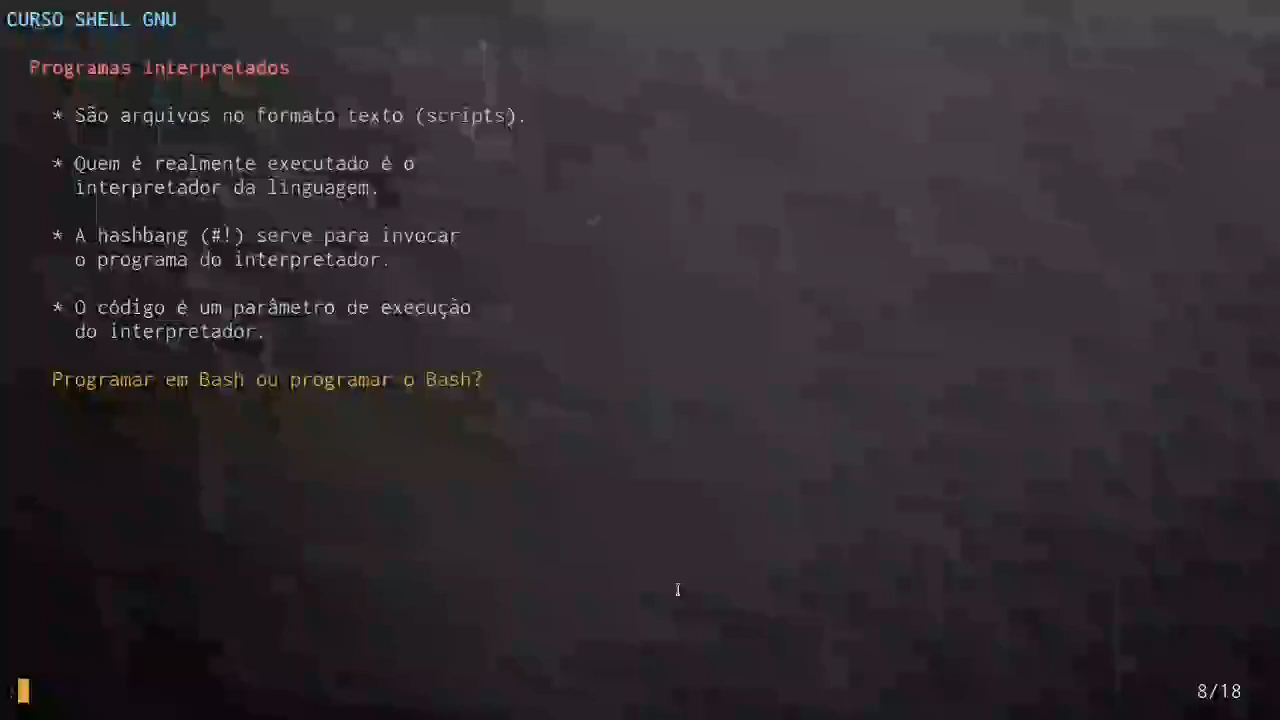 CURSO SHELL GNU
Programas interpretados
* São arquivos no formato texto (scripts).
* Quem é realmente executado é o
interpretador da linguagem.
* A hashbang (#!) serve para invocar
o programa do interpretador.
* O código é um parâmetro de execução
do interpretador.
Programar em Bash ou programar o Bash?
:
8/18